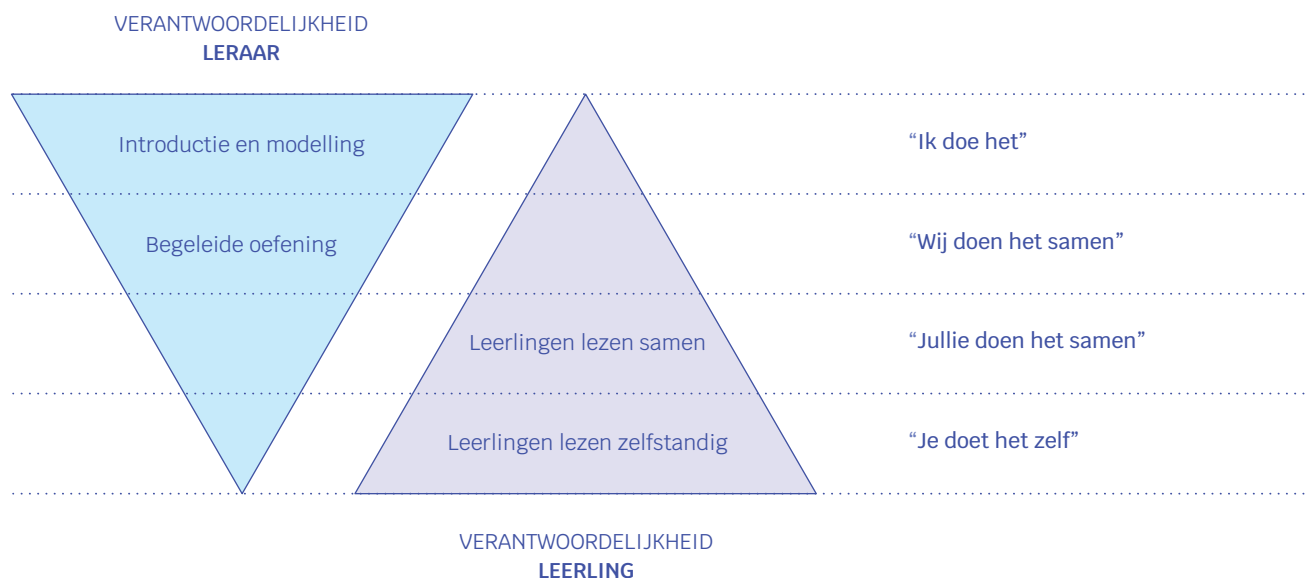 VERANTWOORDELIJKHEID
LERAAR
Introductie en modelling
“Ik doe het”
Begeleide oefening
“Wij doen het samen”
Leerlingen lezen samen
“Jullie doen het samen”
Leerlingen lezen zelfstandig
“Je doet het zelf”
VERANTWOORDELIJKHEID
LEERLING